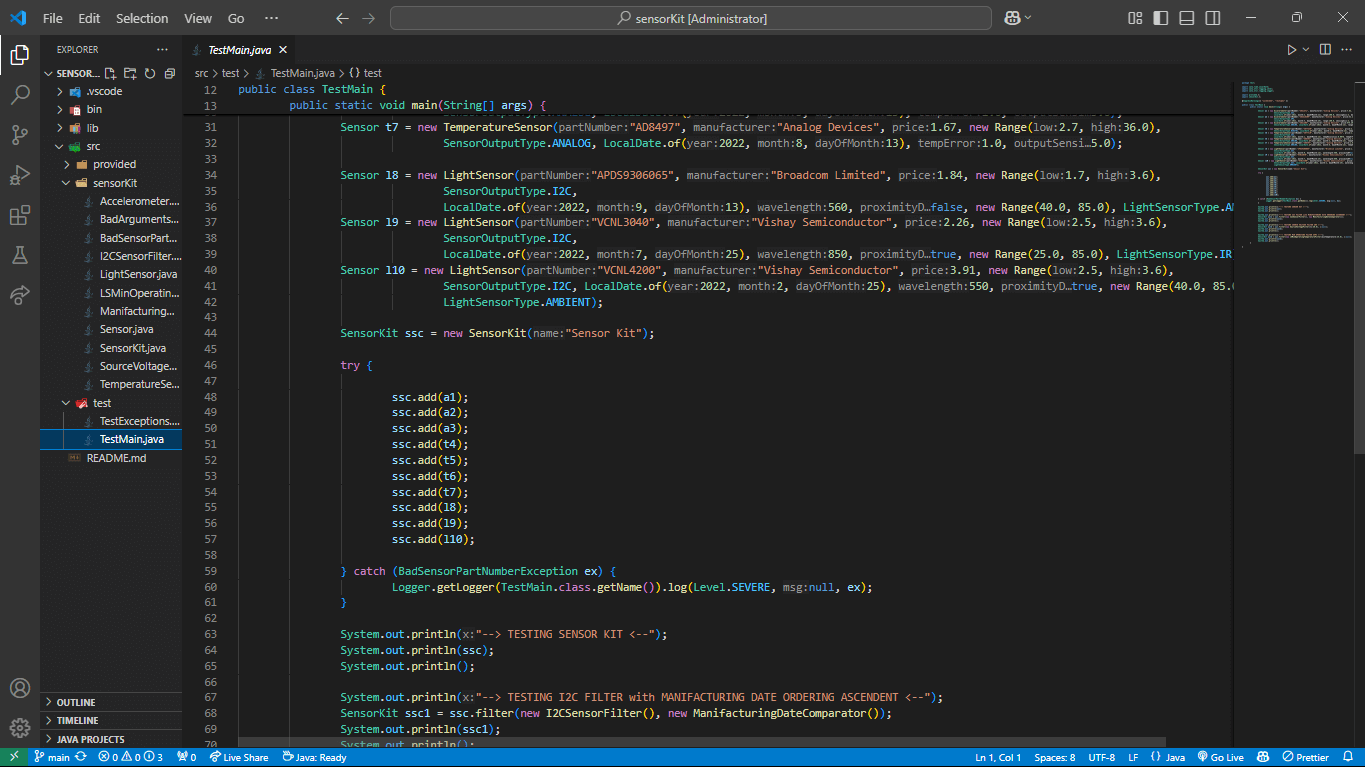 File Edit Selection View Go ··· sensorKit [Administrator]
EXPLORER ···
SENSOR...
.vscode
bin
lib
src
provided
sensorKit
Accelerometer....
BadArguments...
BadSensorPart...
I2CSensorFilter....
LightSensor.java
LSMinOperatin...
Manifacturing...
Sensor.java
SensorKit.java
SourceVoltage...
TemperatureSe...
test
TestExceptions....
TestMain.java
README.md
OUTLINE
TIMELINE
JAVA PROJECTS
TestMain.java
src > test > TestMain.java > {} test
12 public class TestMain {
13 public static void main(String[] args) {
31 Sensor t7 = new TemperatureSensor(partNumber:"AD8497", manufacturer:"Analog Devices", price:1.67, new Range(low:2.7, high:36.0),
32 SensorOutputType.ANALOG, LocalDate.of(year:2022, month:8, dayOfMonth:13), tempError:1.0, outputSensi…5.0);
33
34 Sensor l8 = new LightSensor(partNumber:"APDS9306065", manufacturer:"Broadcom Limited", price:1.84, new Range(low:1.7, high:3.6),
35 SensorOutputType.I2C,
36 LocalDate.of(year:2022, month:9, dayOfMonth:13), wavelength:560, proximityD…false, new Range(40.0, 85.0), LightSensorType.AM
37 Sensor l9 = new LightSensor(partNumber:"VCNL3040", manufacturer:"Vishay Semiconductor", price:2.26, new Range(low:2.5, high:3.6),
38 SensorOutputType.I2C,
39 LocalDate.of(year:2022, month:7, dayOfMonth:25), wavelength:850, proximityD…true, new Range(25.0, 85.0), LightSensorType.IR
40 Sensor l10 = new LightSensor(partNumber:"VCNL4200", manufacturer:"Vishay Semiconductor", price:3.91, new Range(low:2.5, high:3.6),
41 SensorOutputType.I2C, LocalDate.of(year:2022, month:2, dayOfMonth:25), wavelength:550, proximityD…true, new Range(40.0, 85.0
42 LightSensorType.AMBIENT);
43
44 SensorKit ssc = new SensorKit(name:"Sensor Kit");
45
46 try {
47
48 ssc.add(a1);
49 ssc.add(a2);
50 ssc.add(a3);
51 ssc.add(t4);
52 ssc.add(t5);
53 ssc.add(t6);
54 ssc.add(t7);
55 ssc.add(l8);
56 ssc.add(l9);
57 ssc.add(l10);
58
59 } catch (BadSensorPartNumberException ex) {
60 Logger.getLogger(TestMain.class.getName()).log(Level.SEVERE, msg:null, ex);
61 }
62
63 System.out.println(x:"--> TESTING SENSOR KIT <--");
64 System.out.println(ssc);
65 System.out.println();
66
67 System.out.println(x:"--> TESTING I2C FILTER with MANIFACTURING DATE ORDERING ASCENDENT <--");
68 SensorKit ssc1 = ssc.filter(new I2CSensorFilter(), new ManifacturingDateComparator());
69 System.out.println(ssc1);
70 System.out.println();
main 0 0 3 0 Live Share Java: Ready Ln 1, Col 1 Spaces: 8 UTF-8 LF {} Java Go Live Prettier